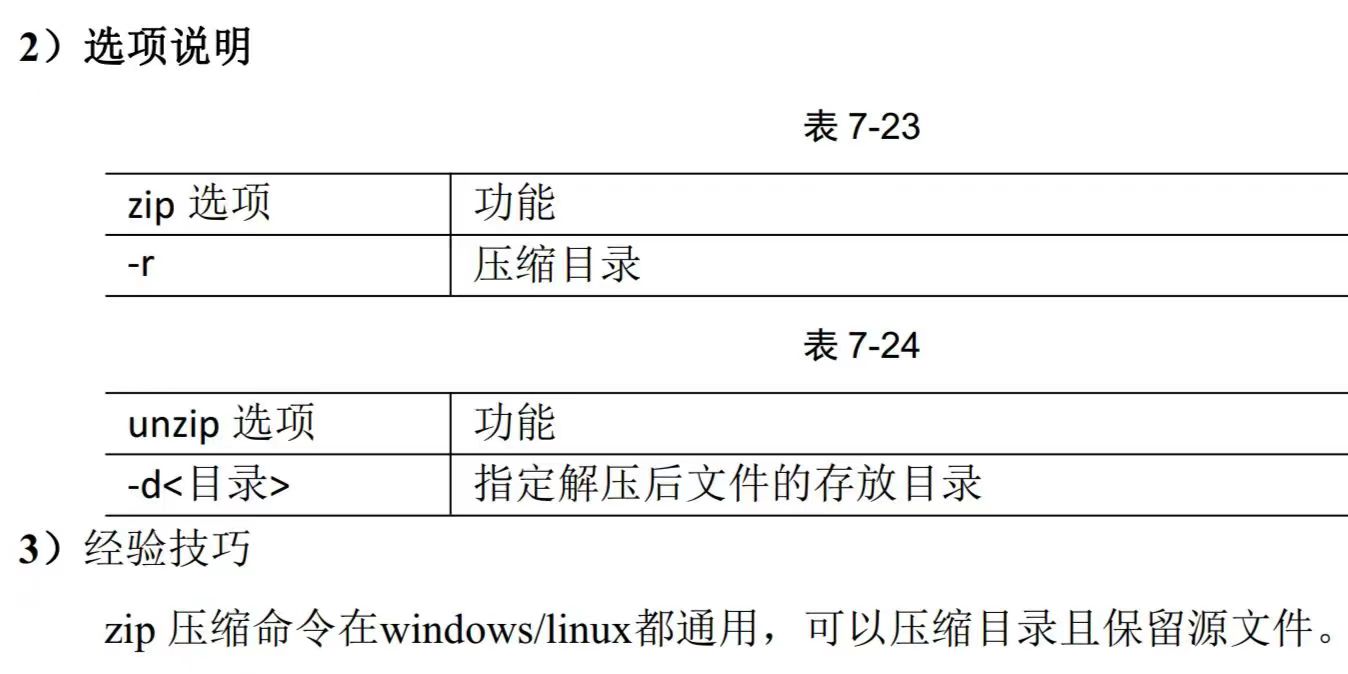 2）选项说明
表 7-23
zip 选项 功能
-r 压缩目录
表 7-24
unzip 选项 功能
-d<目录> 指定解压后文件的存放目录
3）经验技巧
zip 压缩命令在windows/linux都通用，可以压缩目录且保留源文件。